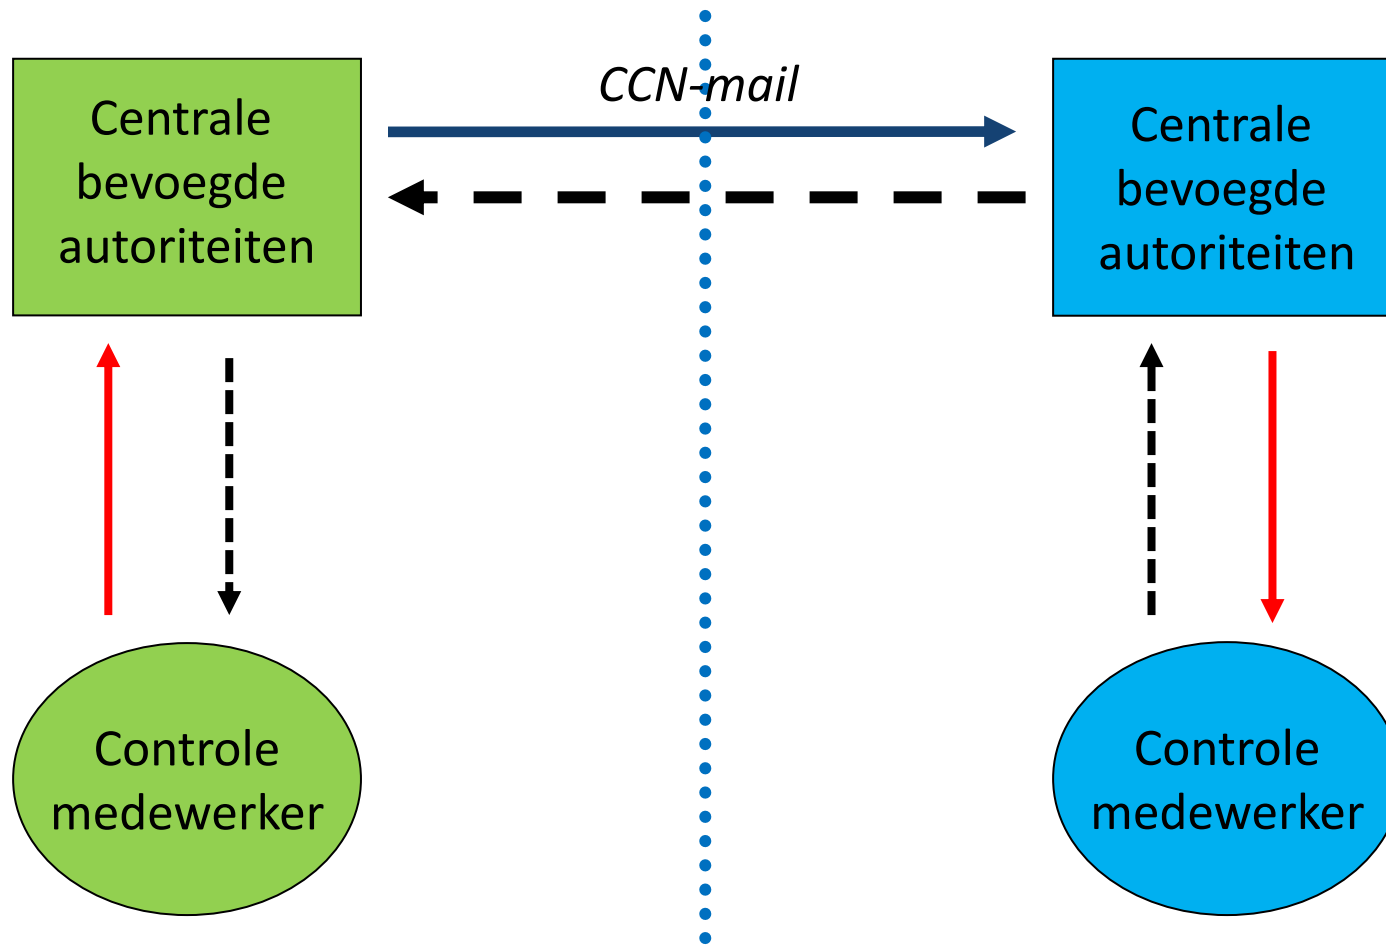 CCN-mail
Centrale
bevoegde
autoriteiten
Centrale
bevoegde
autoriteiten
Controle
medewerker
Controle
medewerker